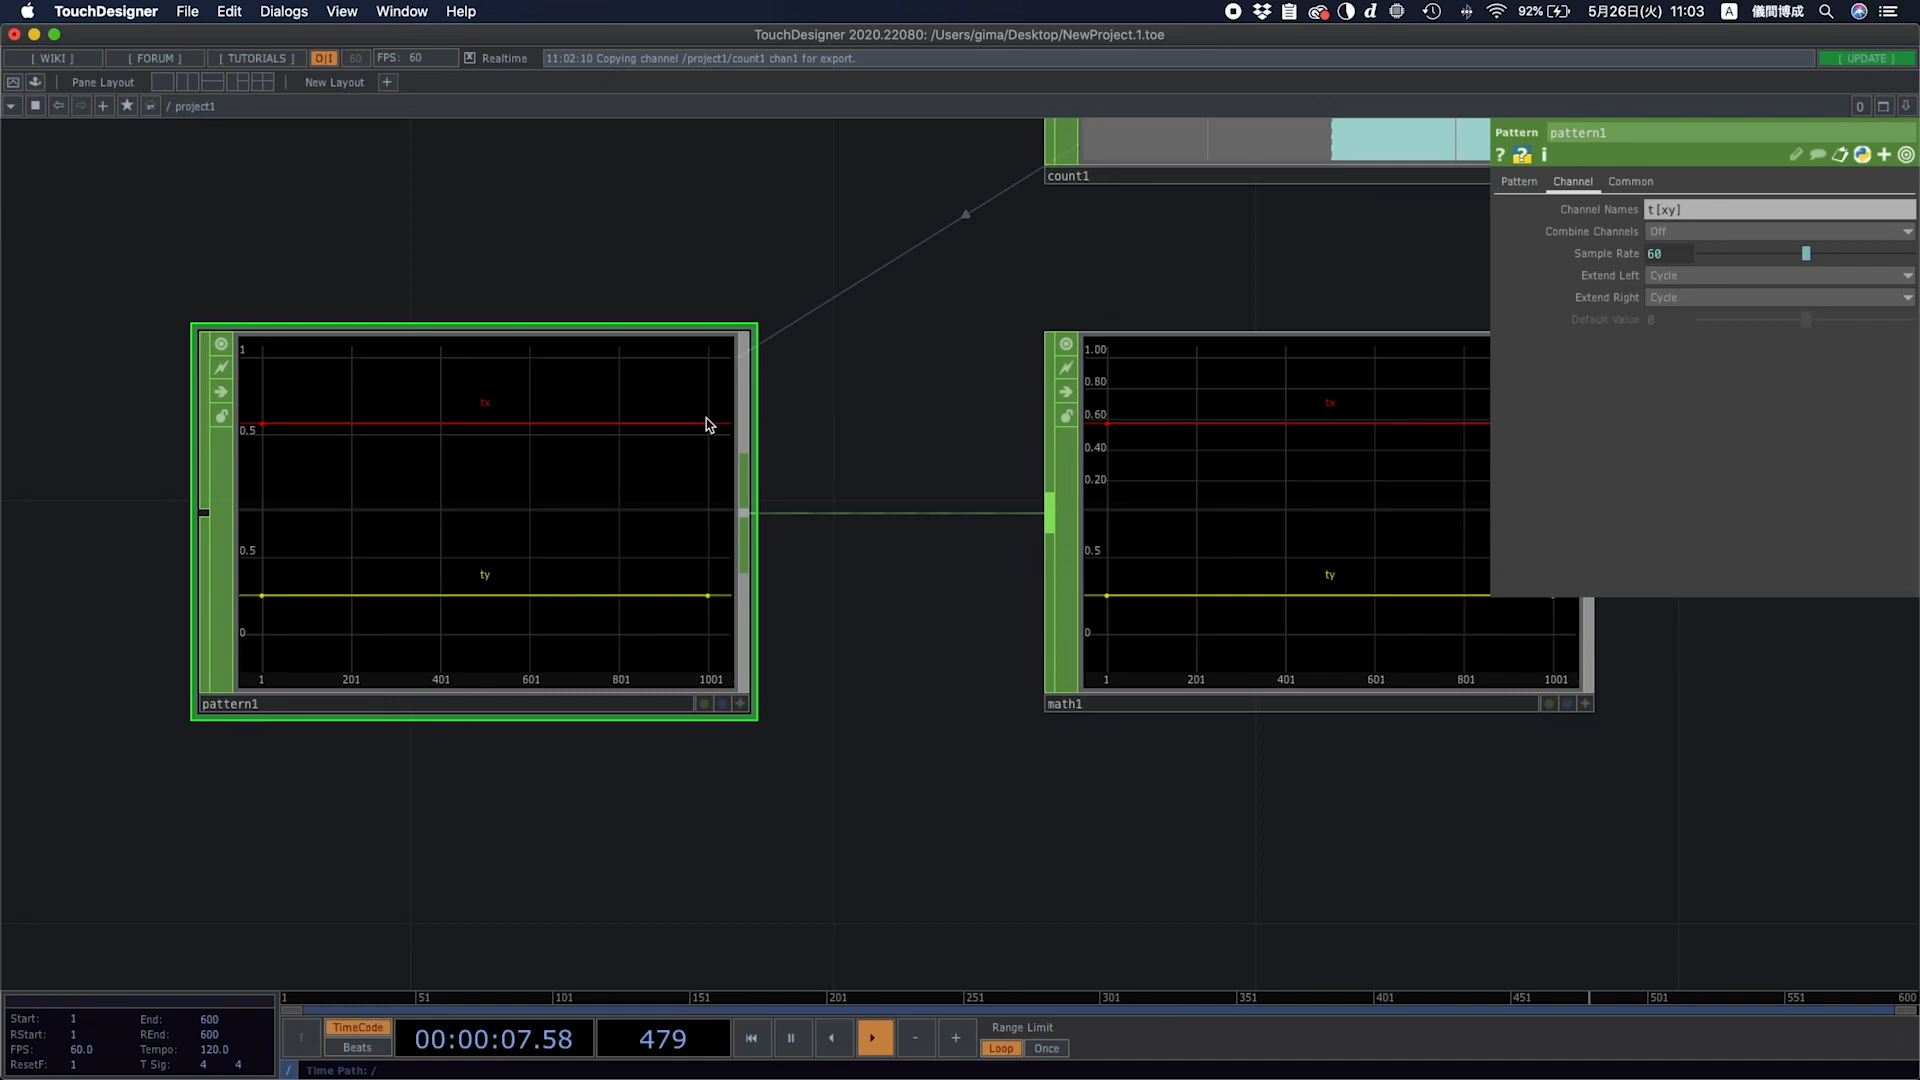 TouchDesigner File Edit Dialogs View Window Help 92% 5月26日(火) 11:03 A 儀間博成
TouchDesigner 2020.22080: /Users/gima/Desktop/NewProject.1.toe
[ WIKI ] [ FORUM ] [ TUTORIALS ] O|I 60 FPS: 60 Realtime 11:02:10 Copying channel /project1/count1 chan1 for export. [ UPDATE ]
Pane Layout New Layout +
/ project1 0
Pattern pattern1
? ? i
count1
Pattern Channel Common
Channel Names t[xy]
Combine Channels Off
Sample Rate 60
Extend Left Cycle
Extend Right Cycle
Default Value 0
1
tx
0.5
0.5
ty
0
1 201 401 601 801 1001
pattern1
1.00
0.80
tx
0.60
0.40
0.20
0.5
ty
0
1 201 401 601 801 1001
math1
1 51 101 151 201 251 301 351 401 451 501 551 600
Start: 1 End: 600
RStart: 1 REnd: 600
FPS: 60.0 Tempo: 120.0
ResetF: 1 T Sig: 4 4
TimeCode
Beats
00:00:07.58
479
- +
Range Limit
Loop Once
/ Time Path: /